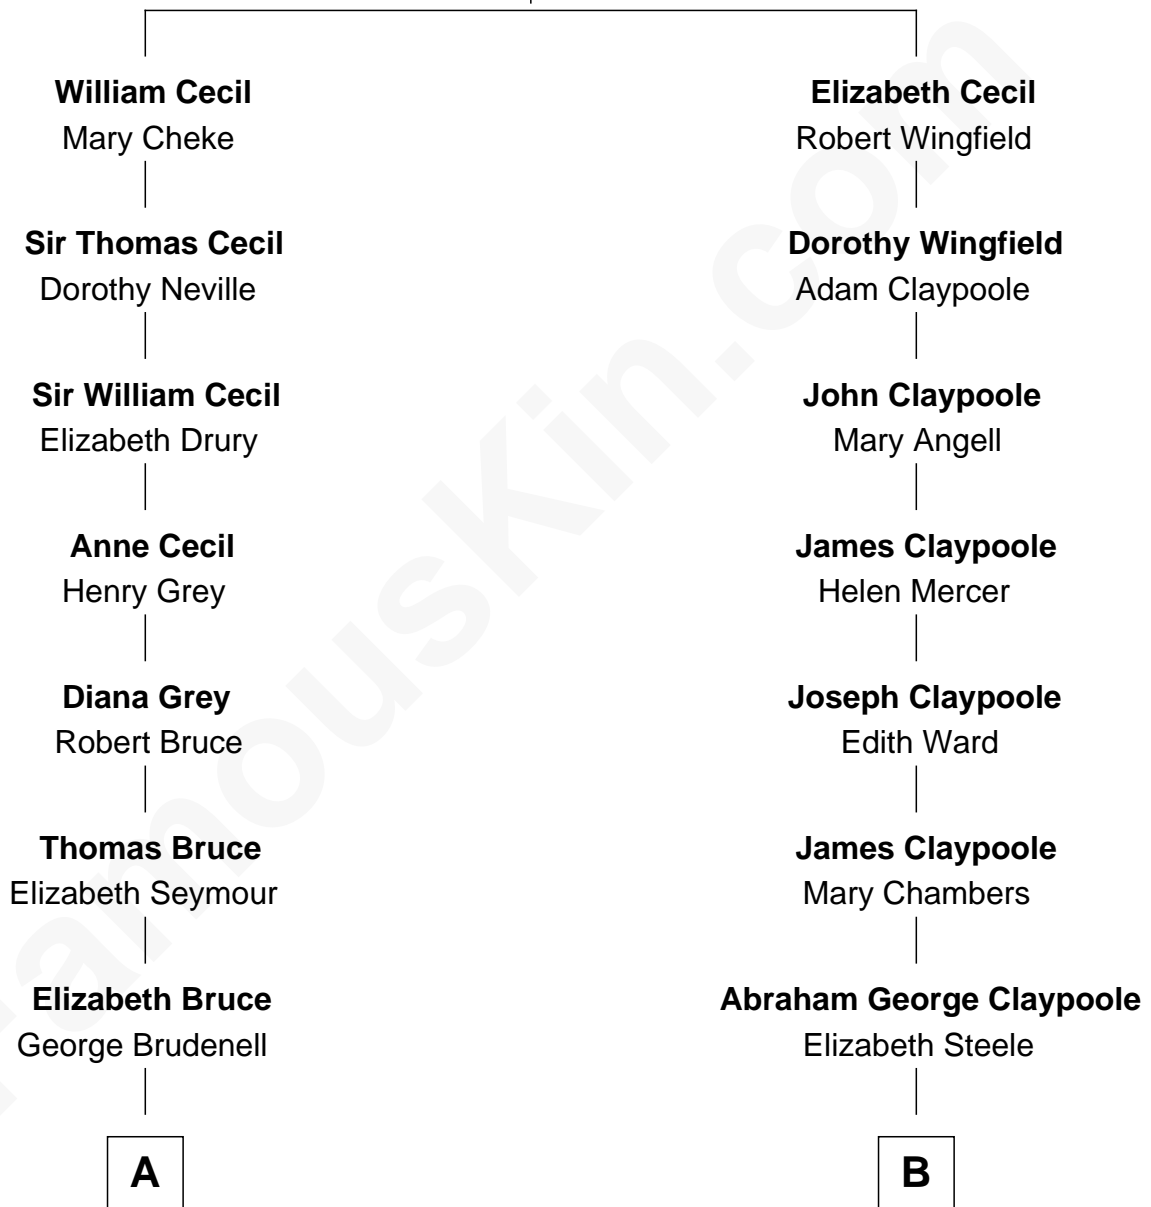 William Cecil
Mary Cheke
Sir Thomas Cecil
Dorothy Neville
Sir William Cecil
Elizabeth Drury
Anne Cecil
Henry Grey
Diana Grey
Robert Bruce
Thomas Bruce
Elizabeth Seymour
Elizabeth Bruce
George Brudenell
A
Elizabeth Cecil
Robert Wingfield
Dorothy Wingfield
Adam Claypoole
John Claypoole
Mary Angell
James Claypoole
Helen Mercer
Joseph Claypoole
Edith Ward
James Claypoole
Mary Chambers
Abraham George Claypoole
Elizabeth Steele
B
FamousKin.com